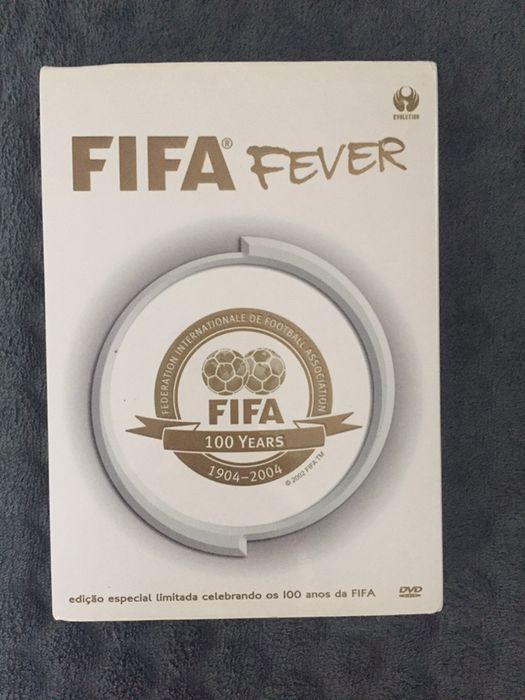 EVOLUTION
FIFA® FEVER
FEDERATION INTERNATIONALE DE FOOTBALL ASSOCIATION
FIFA
100 YEARS
1904–2004
© 2002 FIFA TM
edição especial limitada celebrando os 100 anos da FIFA
DVD